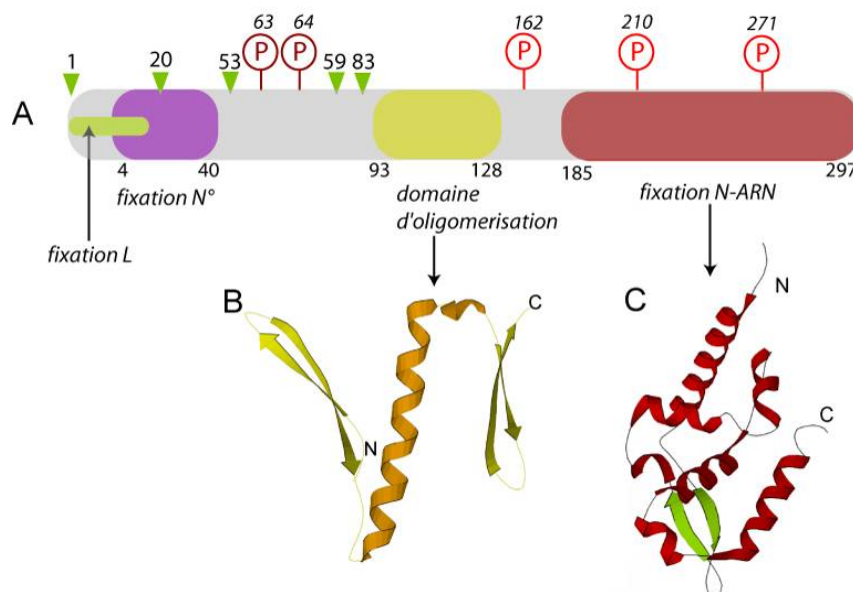 63 64 162 210 271
1 20 53 59 83
P P P P P
A
4 40 93 128 185 297
fixation N° domaine fixation N-ARN
d'oligomerisation
fixation L
B C C N
N C